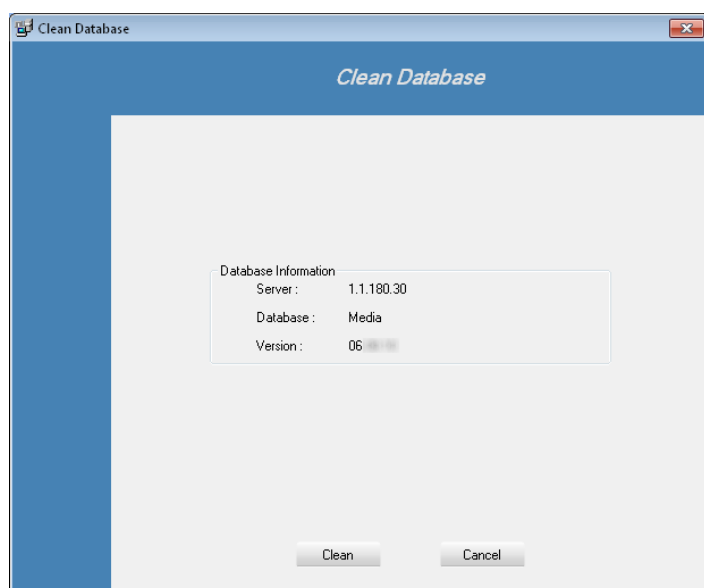 Clean Database
Clean Database
Database Information
Server : 1.1.180.30
Database : Media
Version : 06
Clean Cancel